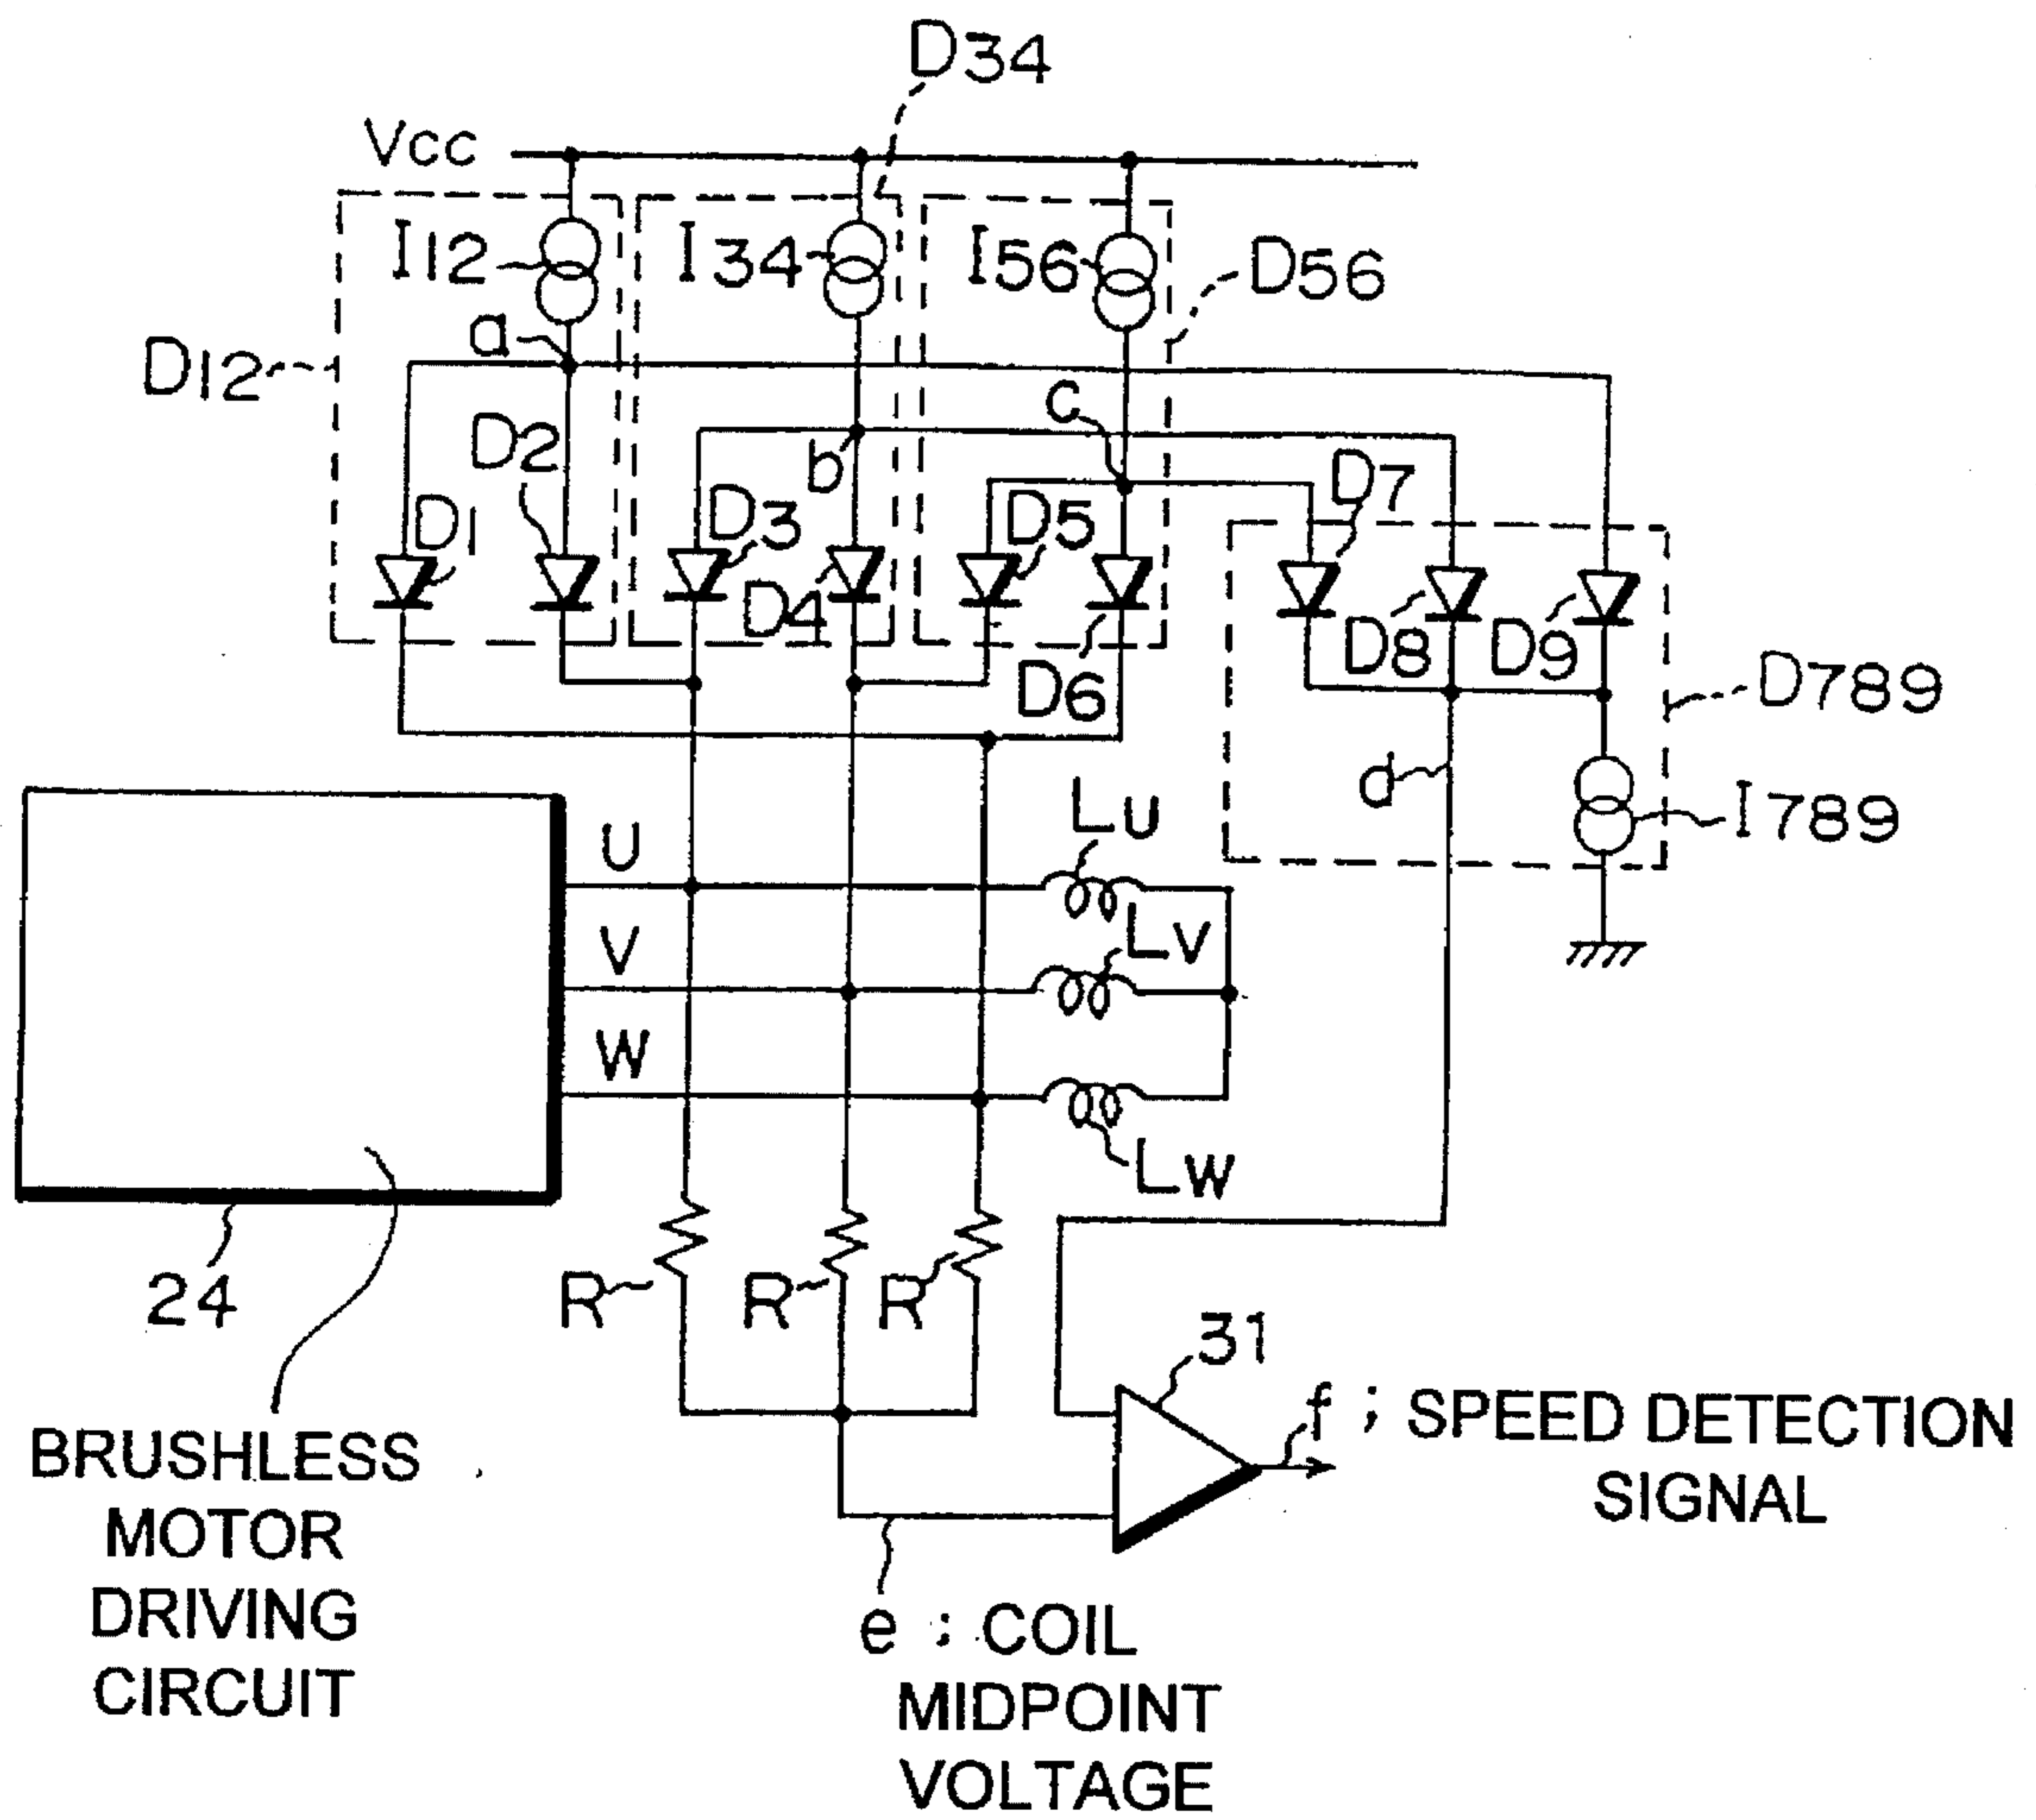 D34
Vcc
I12
I34
I56
D56
a
D12
C
D2
b
D7
D1
D3
D5
D4
D8
D9
D6
D789
d
I789
U
Lu
V
Lv
W
Lw
24
R
R
R
31
f ; SPEED DETECTION
SIGNAL
BRUSHLESS
MOTOR
DRIVING
CIRCUIT
e : COIL
MIDPOINT
VOLTAGE